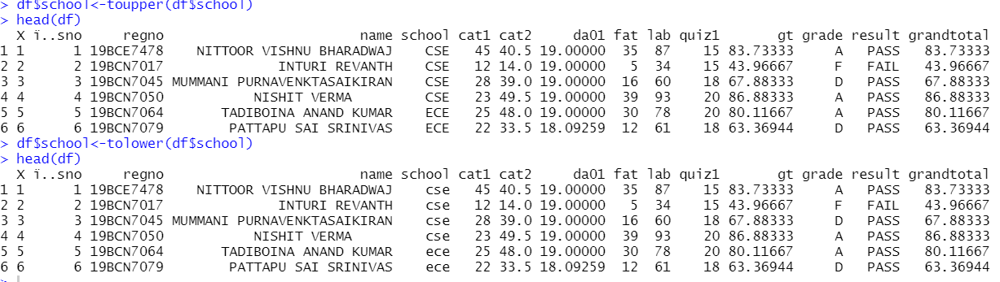 > df$school<-toupper(df$school)
> head(df)
  X ï..sno    regno                      name school cat1 cat2     da01 fat lab quiz1       gt grade result grandtotal
1 1      1 19BCE7478   NITTOOR VISHNU BHARADWAJ    CSE   45 40.5 19.00000  35  87    15 83.73333     A   PASS   83.73333
2 2      2 19BCN7017             INTURI REVANTH    CSE   12 14.0 19.00000   5  34    15 43.96667     F   FAIL   43.96667
3 3      3 19BCN7045 MUMMANI PURNAVENKTASAIKIRAN    CSE   28 39.0 19.00000  16  60    18 67.88333     D   PASS   67.88333
4 4      4 19BCN7050          NISHIT VERMA         CSE   23 49.5 19.00000  39  93    20 86.88333     A   PASS   86.88333
5 5      5 19BCN7064      TADIBOINA ANAND KUMAR    ECE   25 48.0 19.00000  30  78    20 80.11667     A   PASS   80.11667
6 6      6 19BCN7079       PATTAPU SAI SRINIVAS    ECE   22 33.5 18.09259  12  61    18 63.36944     D   PASS   63.36944
> df$school<-tolower(df$school)
> head(df)
  X ï..sno    regno                      name school cat1 cat2     da01 fat lab quiz1       gt grade result grandtotal
1 1      1 19BCE7478   NITTOOR VISHNU BHARADWAJ    cse   45 40.5 19.00000  35  87    15 83.73333     A   PASS   83.73333
2 2      2 19BCN7017             INTURI REVANTH    cse   12 14.0 19.00000   5  34    15 43.96667     F   FAIL   43.96667
3 3      3 19BCN7045 MUMMANI PURNAVENKTASAIKIRAN    cse   28 39.0 19.00000  16  60    18 67.88333     D   PASS   67.88333
4 4      4 19BCN7050          NISHIT VERMA         cse   23 49.5 19.00000  39  93    20 86.88333     A   PASS   86.88333
5 5      5 19BCN7064      TADIBOINA ANAND KUMAR    ece   25 48.0 19.00000  30  78    20 80.11667     A   PASS   80.11667
6 6      6 19BCN7079       PATTAPU SAI SRINIVAS    ece   22 33.5 18.09259  12  61    18 63.36944     D   PASS   63.36944
>